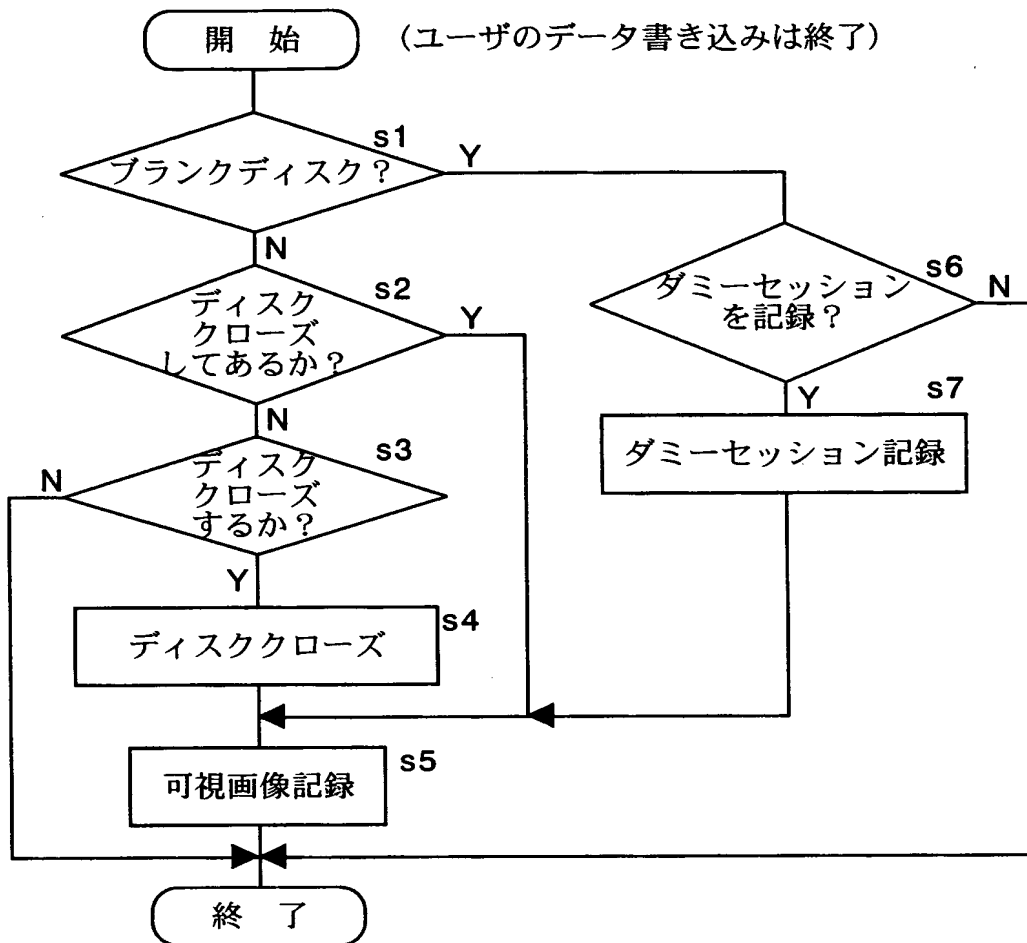 開　始
（ユーザのデータ書き込みは終了）
s1
ブランクディスク？
Y
N
s2
ディスク
クローズ
してあるか？
Y
N
s6
ダミーセッション
を記録？
N
Y
s7
ダミーセッション記録
s3
ディスク
クローズ
するか？
N
Y
s4
ディスククローズ
s5
可視画像記録
終　了